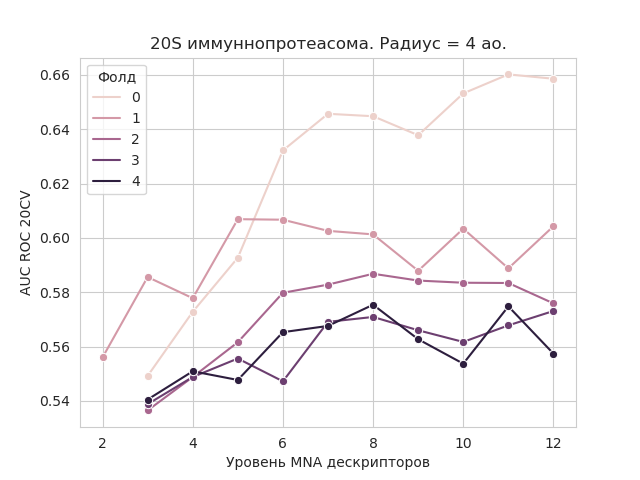 20S иммуннопротеасома. Радиус = 4 ао.
Фолд
0
1
2
3
4
0.66
0.64
0.62
0.60
0.58
0.56
0.54
AUC ROC 20CV
2 4 6 8 10 12
Уровень MNA дескрипторов